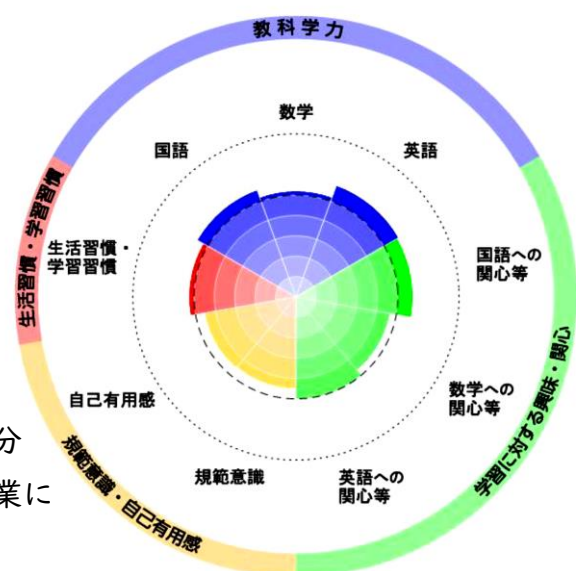 教科学力
数学
国語
英語
生活習慣・学習習慣
生活習慣・
学習習慣
国語への
関心等
数学への
関心等
学習に対する興味・関心
自己有用感
規範意識
英語への
関心等
規範意識・自己有用感
分
業に